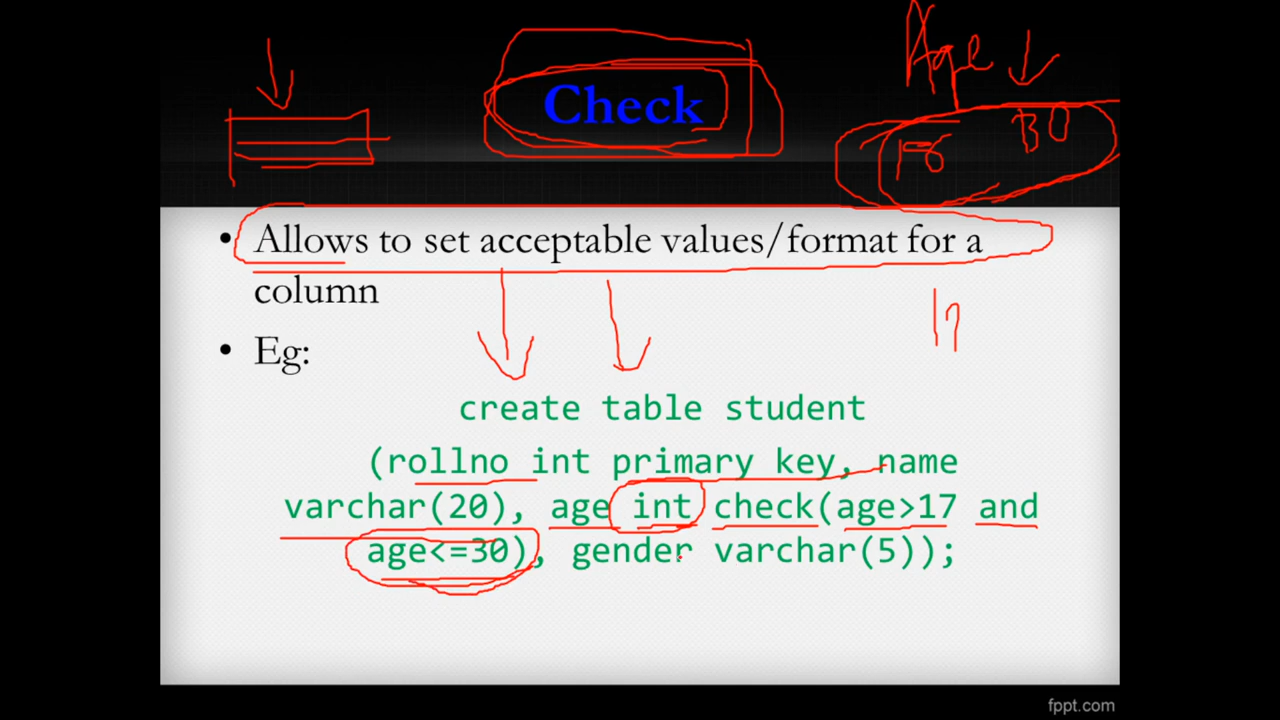 Age
Check
18 30
• Allows to set acceptable values/format for a
column
17
• Eg:
create table student
(rollno int primary key, name
varchar(20), age int check(age>17 and
age<=30), gender varchar(5));
fppt.com